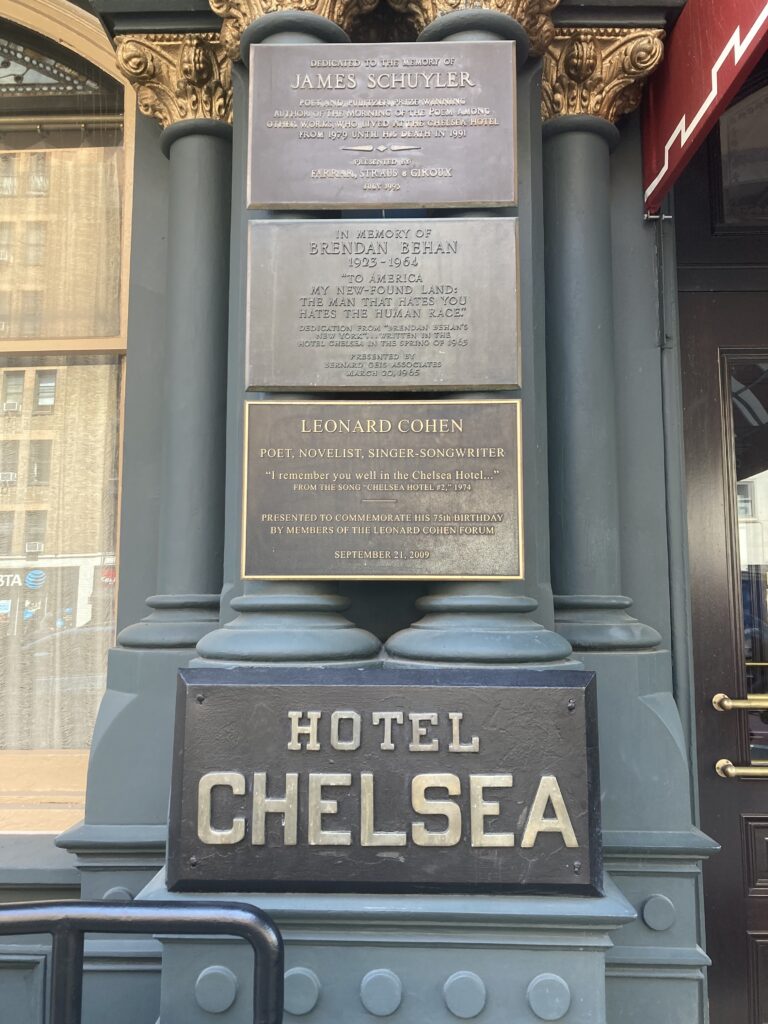 DEDICATED TO THE MEMORY OF
JAMES SCHUYLER
POET AND PULITZER PRIZE WINNING
AUTHOR OF THE MORNING OF THE POEM AMONG
OTHER WORKS, WHO LIVED AT THE CHELSEA HOTEL
FROM 1979 UNTIL HIS DEATH IN 1991
PRESENTED BY
FARRAR, STRAUS & GIROUX
JULY 1993
IN MEMORY OF
BRENDAN BEHAN
1923-1964
"TO AMERICA
MY NEW-FOUND LAND:
THE MAN THAT HATES YOU
HATES THE HUMAN RACE."
DEDICATION FROM "BRENDAN BEHAN'S
NEW YORK"... WRITTEN IN THE
HOTEL CHELSEA IN THE SPRING OF 1963
PRESENTED BY
BERNARD GEIS ASSOCIATES
MARCH 20, 1965
LEONARD COHEN
POET, NOVELIST, SINGER-SONGWRITER
"I remember you well in the Chelsea Hotel..."
FROM THE SONG "CHELSEA HOTEL #2," 1974
PRESENTED TO COMMEMORATE HIS 75th BIRTHDAY
BY MEMBERS OF THE LEONARD COHEN FORUM
SEPTEMBER 21, 2009
AT&T
HOTEL
CHELSEA